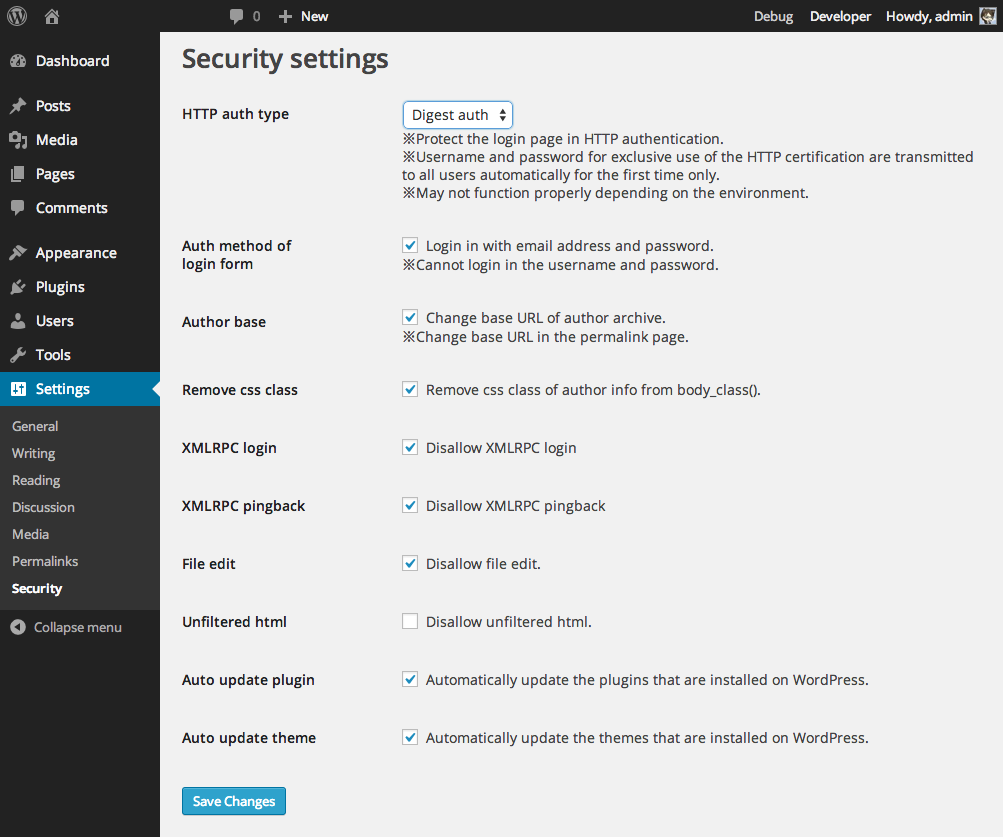 0 New Debug Developer Howdy, admin
Dashboard
Posts
Media
Pages
Comments
Appearance
Plugins
Users
Tools
Settings
General
Writing
Reading
Discussion
Media
Permalinks
Security
Collapse menu
Security settings
HTTP auth type
Digest auth
※Protect the login page in HTTP authentication.
※Username and password for exclusive use of the HTTP certification are transmitted
to all users automatically for the first time only.
※May not function properly depending on the environment.
Auth method of
login form
Login in with email address and password.
※Cannot login in the username and password.
Author base
Change base URL of author archive.
※Change base URL in the permalink page.
Remove css class
Remove css class of author info from body_class().
XMLRPC login
Disallow XMLRPC login
XMLRPC pingback
Disallow XMLRPC pingback
File edit
Disallow file edit.
Unfiltered html
Disallow unfiltered html.
Auto update plugin
Automatically update the plugins that are installed on WordPress.
Auto update theme
Automatically update the themes that are installed on WordPress.
Save Changes